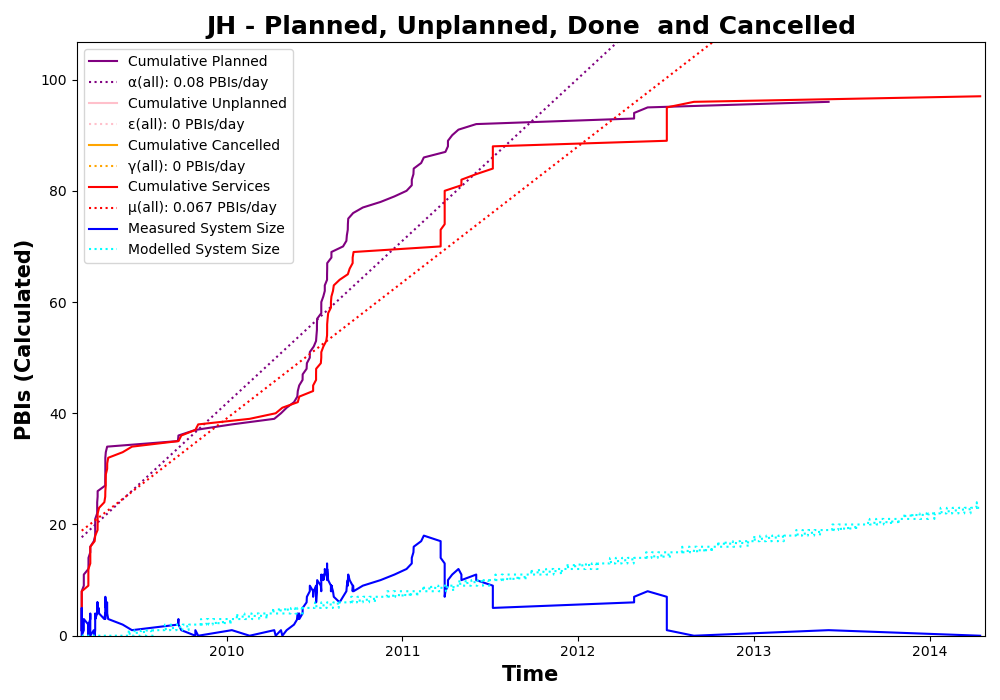 JH - Planned, Unplanned, Done  and Cancelled
Cumulative Planned
α(all): 0.08 PBIs/day
Cumulative Unplanned
ε(all): 0 PBIs/day
Cumulative Cancelled
γ(all): 0 PBIs/day
Cumulative Services
μ(all): 0.067 PBIs/day
Measured System Size
Modelled System Size
PBIs (Calculated)
100
80
60
40
20
0
2010 2011 2012 2013 2014
Time